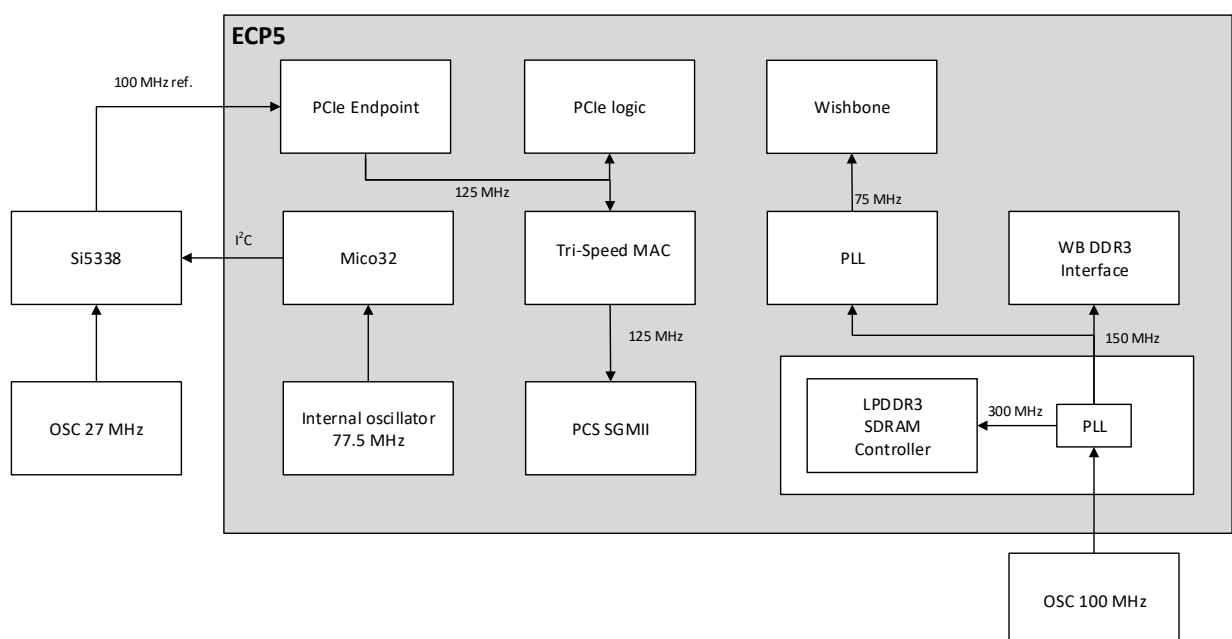 ECP5
100 MHz ref.
PCIe Endpoint
PCIe logic
Wishbone
125 MHz
75 MHz
Si5338
I²C
Mico32
Tri-Speed MAC
PLL
WB DDR3
Interface
125 MHz
150 MHz
OSC 27 MHz
Internal oscillator
77.5 MHz
PCS SGMII
LPDDR3
SDRAM
Controller
300 MHz
PLL
OSC 100 MHz